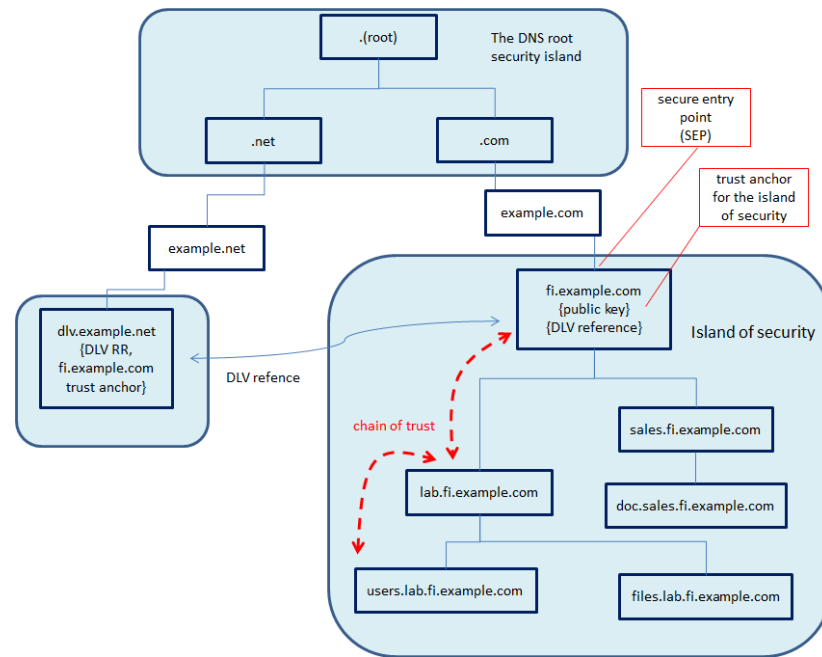 .(root)
The DNS root
security island
.net
.com
secure entry
point
(SEP)
trust anchor
for the island
of security
example.com
example.net
fi.example.com
{public key}
{DLV reference}
Island of security
dlv.example.net
{DLV RR,
fi.example.com
trust anchor}
DLV refence
chain of trust
sales.fi.example.com
lab.fi.example.com
doc.sales.fi.example.com
users.lab.fi.example.com
files.lab.fi.example.com